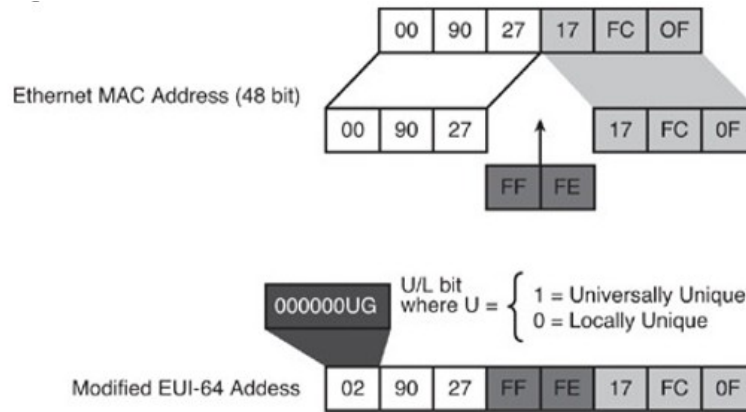 00 90 27 17 FC OF
Ethernet MAC Address (48 bit)
00 90 27 17 FC 0F
FF FE
000000UG
U/L bit
where U = { 1 = Universally Unique
0 = Locally Unique
Modified EUI-64 Addess 02 90 27 FF FE 17 FC 0F